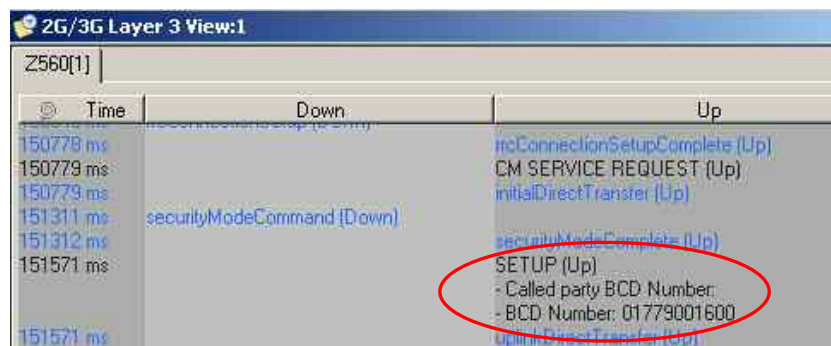 2G/3G Layer 3 View:1
Z560[1]
Time Down Up
150778 ms rrcConnectionSetupComplete (Up)
150779 ms CM SERVICE REQUEST (Up)
150779 ms initialDirectTransfer (Up)
151311 ms securityModeCommand (Down)
151312 ms securityModeComplete (Up)
151571 ms SETUP (Up)
- Called party BCD Number:
- BCD Number: 01779001600
151571 ms uplinkDirectTransfer (Up)